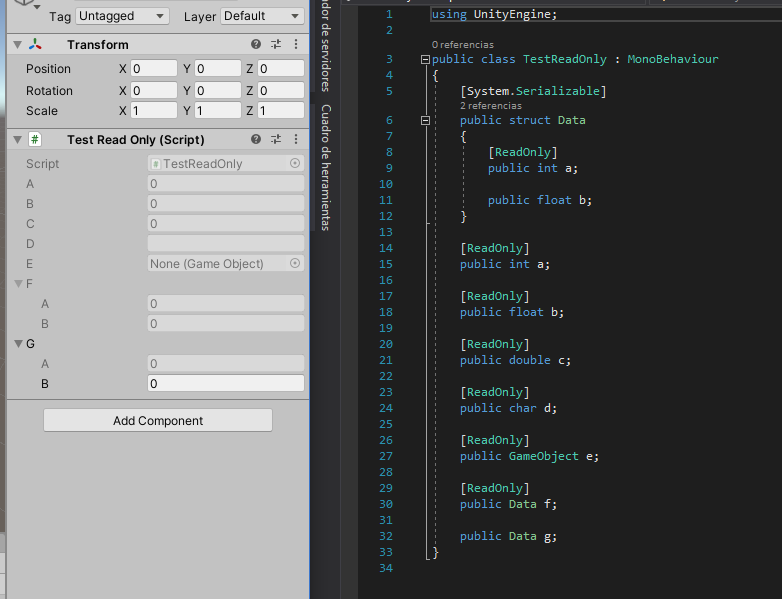 Tag Untagged Layer Default
Transform
Position X 0 Y 0 Z 0
Rotation X 0 Y 0 Z 0
Scale X 1 Y 1 Z 1
# Test Read Only (Script)
Script # TestReadOnly
A 0
B 0
C 0
D
E None (Game Object)
F
A 0
B 0
G
A 0
B 0
Add Component
dor de servidores
Cuadro de herramientas
1 using UnityEngine;
2
0 referencias
3 public class TestReadOnly : MonoBehaviour
4 {
5 [System.Serializable]
2 referencias
6 public struct Data
7 {
8 [ReadOnly]
9 public int a;
10
11 public float b;
12 }
13
14 [ReadOnly]
15 public int a;
16
17 [ReadOnly]
18 public float b;
19
20 [ReadOnly]
21 public double c;
22
23 [ReadOnly]
24 public char d;
25
26 [ReadOnly]
27 public GameObject e;
28
29 [ReadOnly]
30 public Data f;
31
32 public Data g;
33 }
34